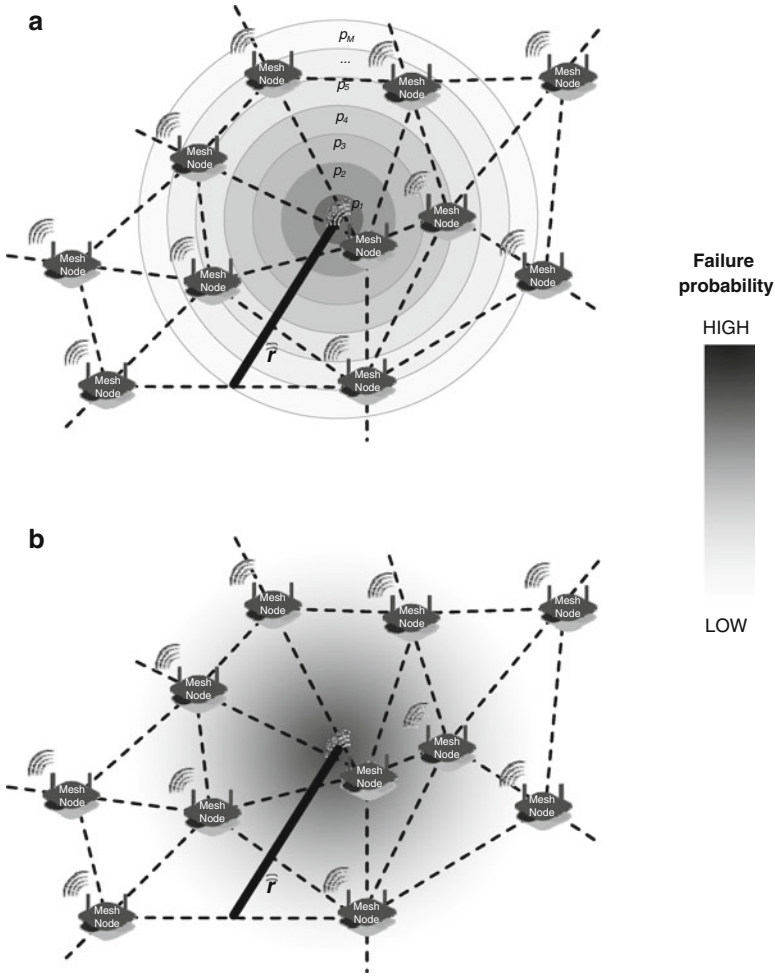 a
p_M
...
Mesh
Node
Mesh
Node
Mesh
Node
p_5
p_4
p_3
Mesh
Node
p_2
p_1
Mesh
Node
Mesh
Node
Mesh
Node
Mesh
Node
Mesh
Node
r̂
Mesh
Node
Mesh
Node
Failure
probability
HIGH
LOW
b
Mesh
Node
Mesh
Node
Mesh
Node
Mesh
Node
Mesh
Node
Mesh
Node
Mesh
Node
Mesh
Node
Mesh
Node
r̂
Mesh
Node
Mesh
Node